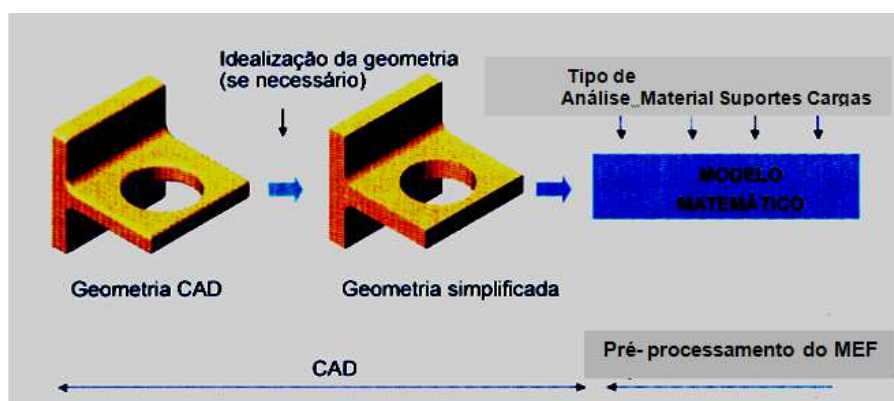 Idealização da geometria
(se necessário)
Tipo de
Análise Material Suportes Cargas
MODELO
MATEMÁTICO
Geometria CAD
Geometria simplificada
Pré- processamento do MEF
CAD